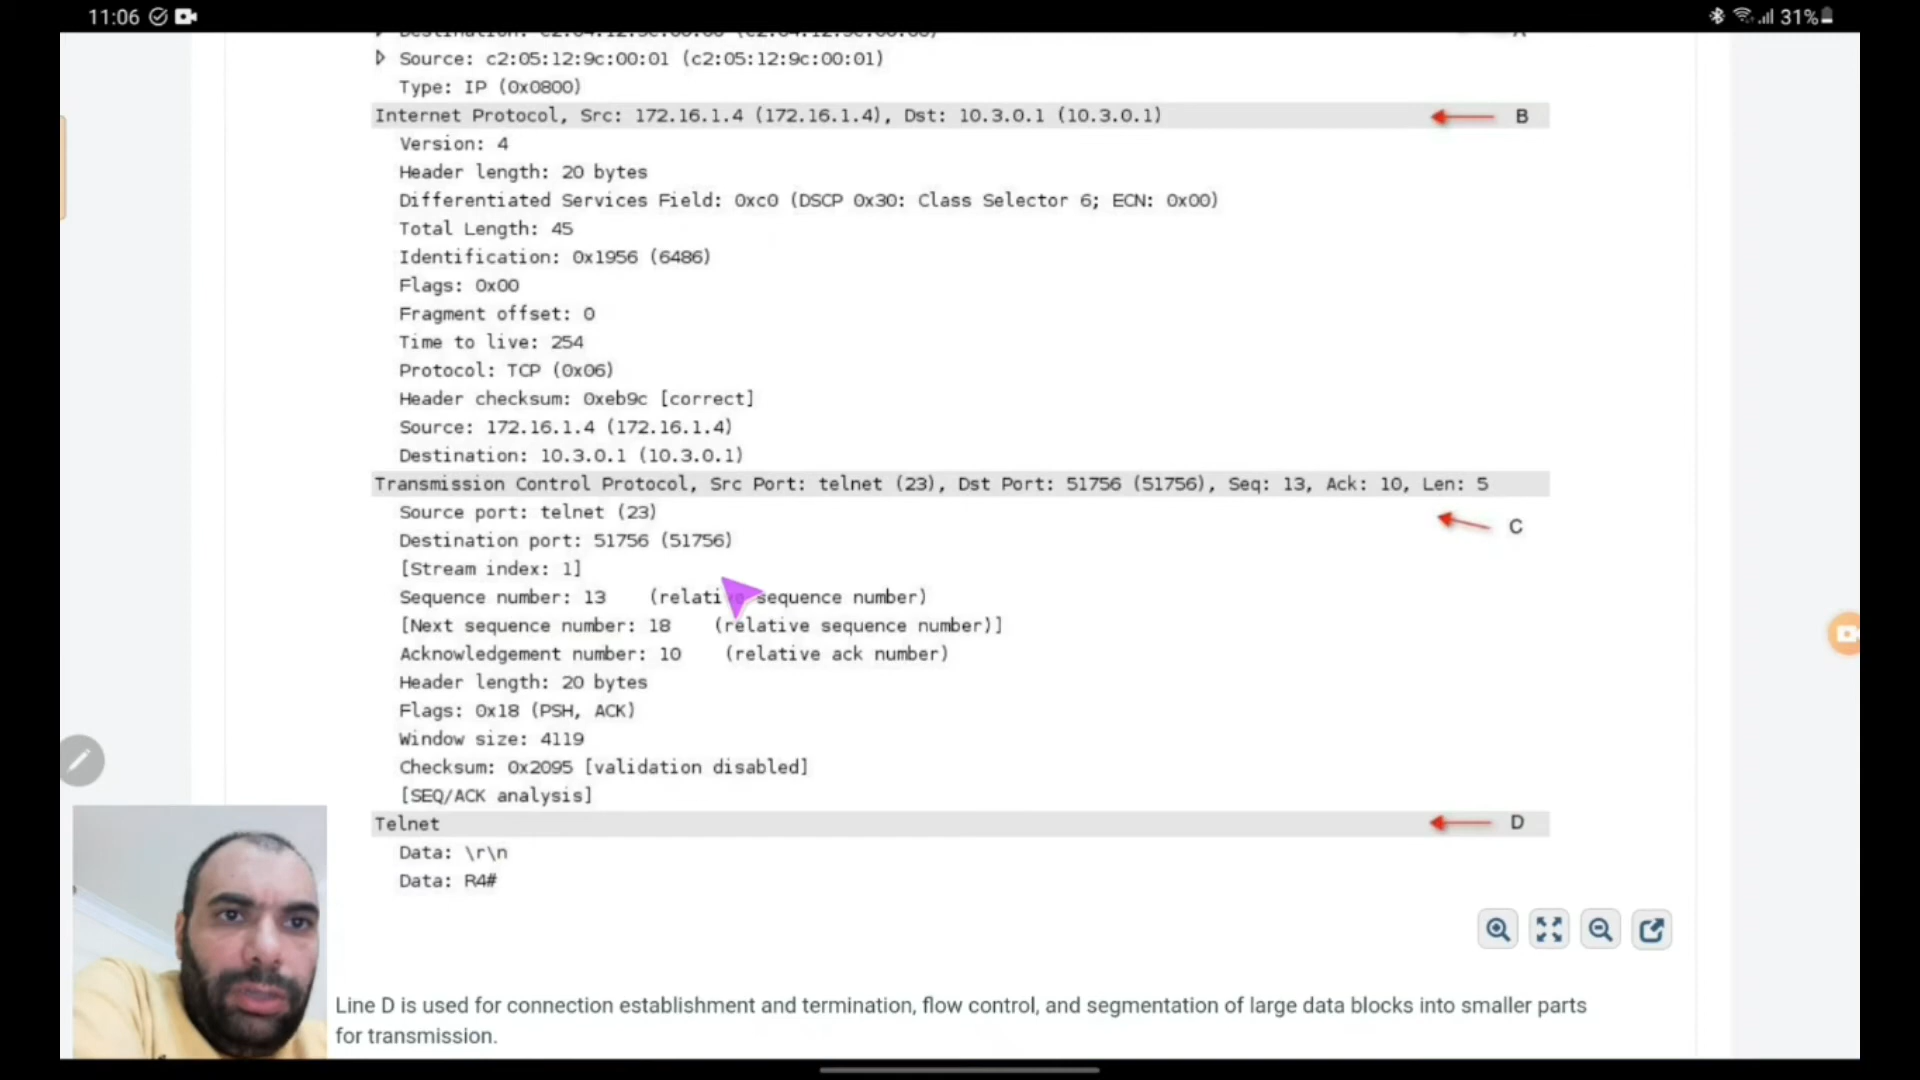 11:06
31%
Source: c2:05:12:9c:00:01 (c2:05:12:9c:00:01)
Type: IP (0x0800)
Internet Protocol, Src: 172.16.1.4 (172.16.1.4), Dst: 10.3.0.1 (10.3.0.1)
B
Version: 4
Header length: 20 bytes
Differentiated Services Field: 0xc0 (DSCP 0x30: Class Selector 6; ECN: 0x00)
Total Length: 45
Identification: 0x1956 (6486)
Flags: 0x00
Fragment offset: 0
Time to live: 254
Protocol: TCP (0x06)
Header checksum: 0xeb9c [correct]
Source: 172.16.1.4 (172.16.1.4)
Destination: 10.3.0.1 (10.3.0.1)
Transmission Control Protocol, Src Port: telnet (23), Dst Port: 51756 (51756), Seq: 13, Ack: 10, Len: 5
Source port: telnet (23)
C
Destination port: 51756 (51756)
[Stream index: 1]
Sequence number: 13 (relative sequence number)
[Next sequence number: 18 (relative sequence number)]
Acknowledgement number: 10 (relative ack number)
Header length: 20 bytes
Flags: 0x18 (PSH, ACK)
Window size: 4119
Checksum: 0x2095 [validation disabled]
[SEQ/ACK analysis]
Telnet
D
Data: \r\n
Data: R4#
Line D is used for connection establishment and termination, flow control, and segmentation of large data blocks into smaller parts
for transmission.